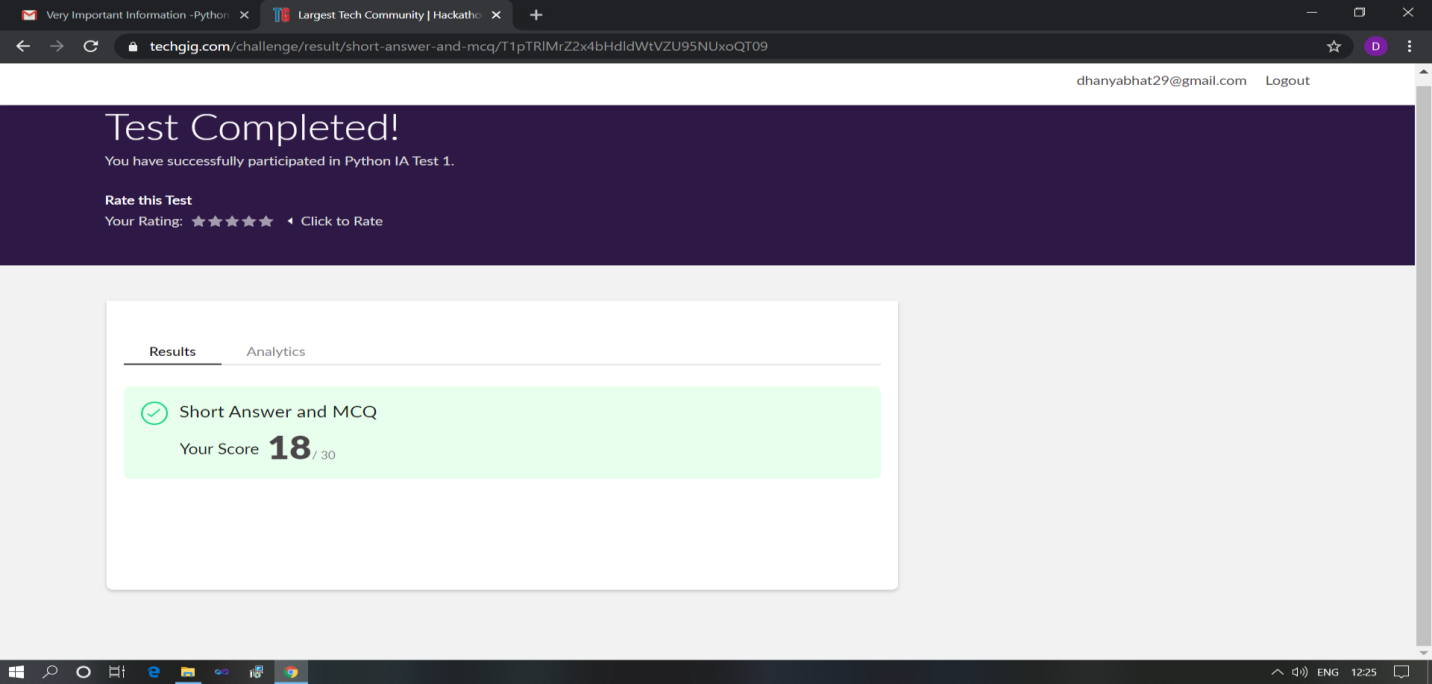 Very Important Information -Python
Largest Tech Community | Hackatho
techgig.com/challenge/result/short-answer-and-mcq/T1pTRlMrZ2x4bHdldWtVZU95NUxoQT09
D
dhanyabhat29@gmail.com Logout
Test Completed!
You have successfully participated in Python IA Test 1.
Rate this Test
Your Rating: Click to Rate
Results Analytics
Short Answer and MCQ
Your Score 18 / 30
ENG 12:25